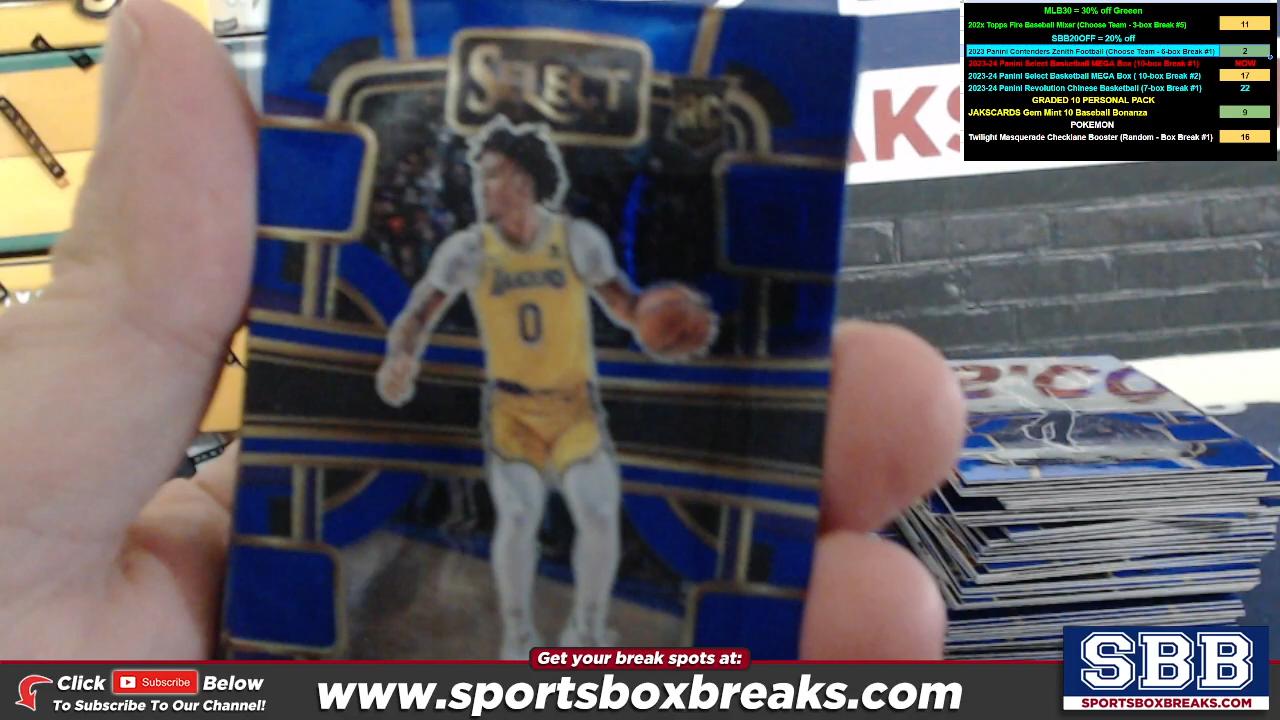 MLB30 = 30% off Greeen
202x Topps Fire Baseball Mixer (Choose Team - 3-box Break #5) 11
SBB20OFF = 20% off
2023 Panini Contenders Zenith Football (Choose Team - 6-box Break #1) 2
2023-24 Panini Select Basketball MEGA Box (10-box Break #1) NOW
2023-24 Panini Select Basketball MEGA Box ( 10-box Break #2) 17
2023-24 Panini Revolution Chinese Basketball (7-box Break #1) 22
GRADED 10 PERSONAL PACK
JAKSCARDS Gem Mint 10 Baseball Bonanza 9
POKEMON
Twilight Masquerade Checklane Booster (Random - Box Break #1) 16
SELECT
LAKERS
0
Get your break spots at:
Click Subscribe Below
To Subscribe To Our Channel!
www.sportsboxbreaks.com
SBB
SPORTSBOXBREAKS.COM